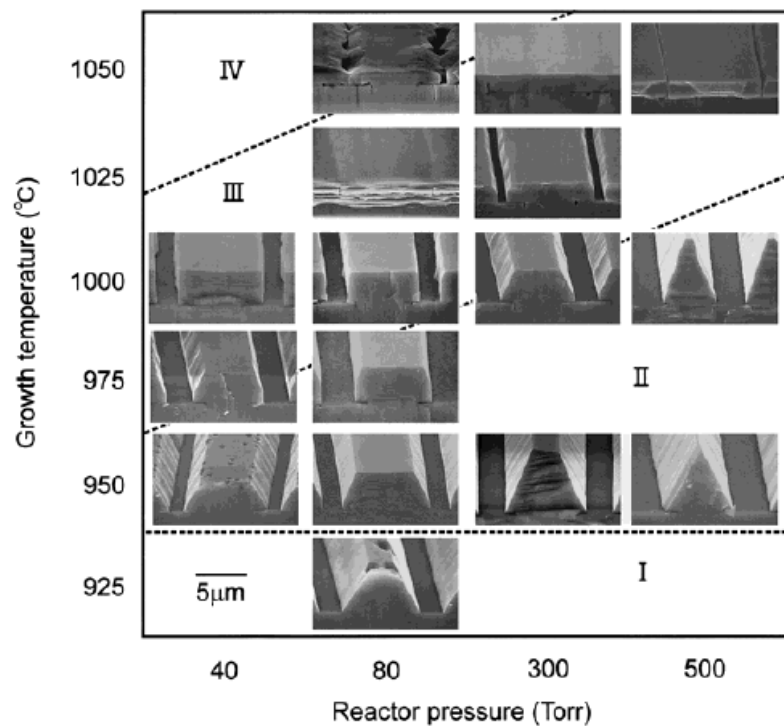 Growth temperature (℃)
1050
1025
1000
975
950
925
Ⅳ
Ⅲ
Ⅱ
Ⅰ
5μm
40 80 300 500
Reactor pressure (Torr)